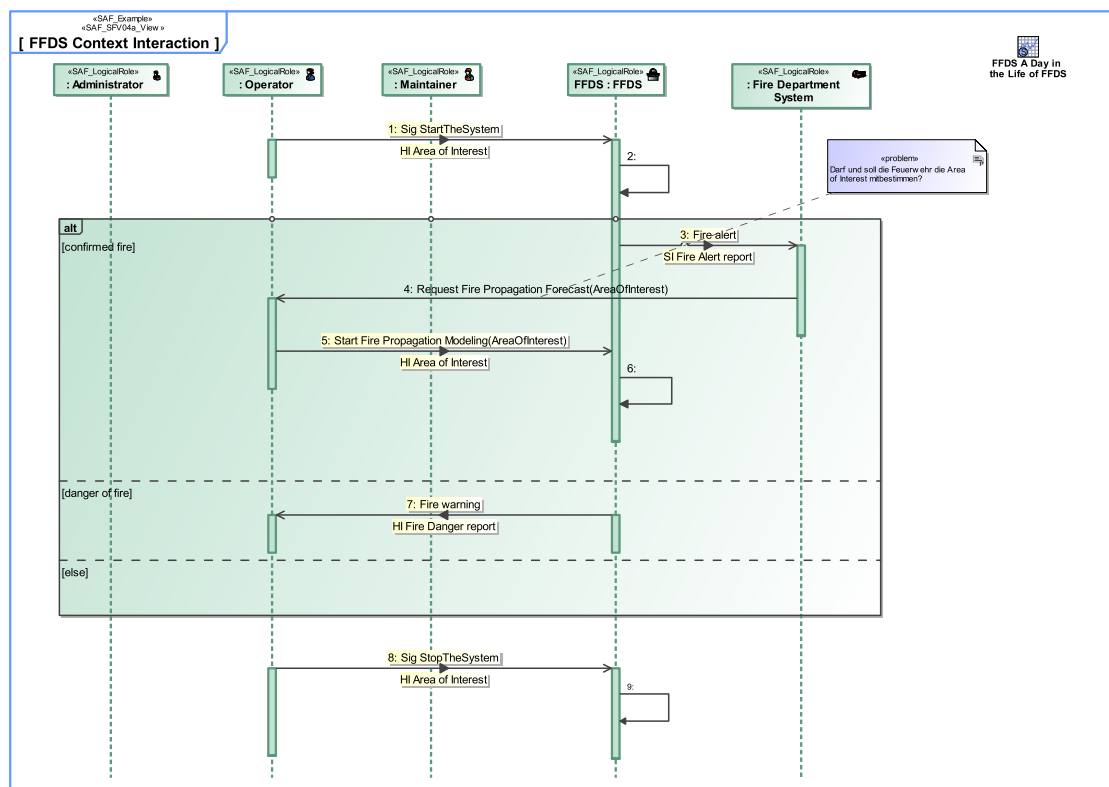 «SAF_Example»
«SAF_SFV04a_View »
[ FFDS Context Interaction ]
FFDS A Day in
the Life of FFDS
«SAF_LogicalRole»
: Administrator
«SAF_LogicalRole»
: Operator
«SAF_LogicalRole»
: Maintainer
«SAF_LogicalRole»
FFDS : FFDS
«SAF_LogicalRole»
: Fire Department
System
1: Sig StartTheSystem
HI Area of Interest
2:
«problem»
Darf und soll die Feuerwehr die Area
of Interest mitbestimmen?
alt
[confirmed fire]
3: Fire alert
SI Fire Alert report
4: Request Fire Propagation Forecast(AreaOfInterest)
5: Start Fire Propagation Modeling(AreaOfInterest)
HI Area of Interest
6:
[danger of fire]
7: Fire warning
HI Fire Danger report
[else]
8: Sig StopTheSystem
HI Area of Interest
9: